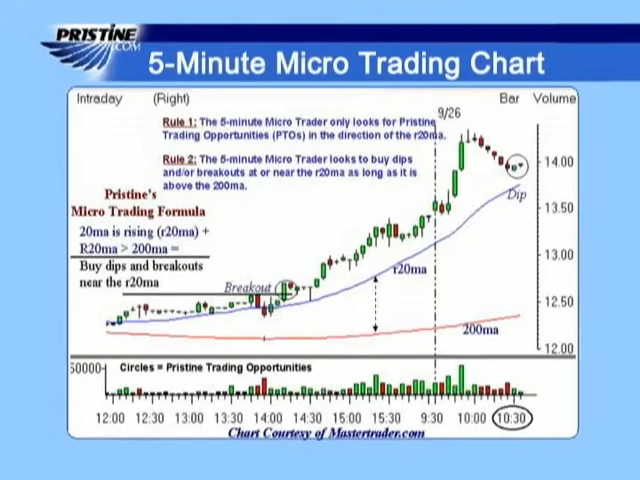 PRISTINE
.COM
5-Minute Micro Trading Chart
Intraday (Right) Bar Volume
9/26
Rule 1: The 5-minute Micro Trader only looks for Pristine
Trading Opportunities (PTOs) in the direction of the r20ma.
Rule 2: The 5-minute Micro Trader looks to buy dips
and/or breakouts at or near the r20ma as long as it is
above the 200ma.
Pristine's
Micro Trading Formula
20ma is rising (r20ma) +
R20ma > 200ma =
Buy dips and breakouts
near the r20ma
Breakout
r20ma
Dip
200ma
14.00
13.50
13.00
12.50
12.00
50000
Circles = Pristine Trading Opportunities
12:00 12:30 13:00 13:30 14:00 14:30 15:00 15:30 9:30 10:00 10:30
Chart Courtesy of Mastertrader.com